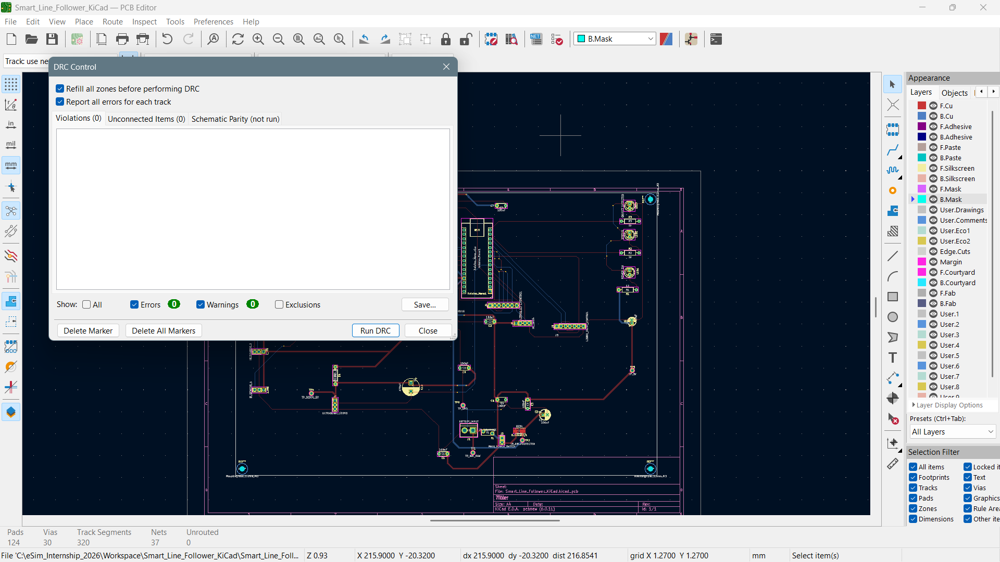 Smart_Line_Follower_KiCad — PCB Editor
File Edit View Place Route Inspect Tools Preferences Help
B.Mask
Track: use ne
DRC Control
Refill all zones before performing DRC
Report all errors for each track
Violations (0) Unconnected Items (0) Schematic Parity (not run)
Show: All Errors 0 Warnings 0 Exclusions Save...
Delete Marker Delete All Markers Run DRC Close
in
mil
mm
Appearance
Layers Objects
F.Cu
B.Cu
F.Adhesive
B.Adhesive
F.Paste
B.Paste
F.Silkscreen
B.Silkscreen
F.Mask
B.Mask
User.Drawings
User.Comments
User.Eco1
User.Eco2
Edge.Cuts
Margin
F.Courtyard
B.Courtyard
F.Fab
B.Fab
User.1
User.2
User.3
User.4
User.5
User.6
User.7
User.8
User.9
Layer Display Options
Presets (Ctrl+Tab):
All Layers
Selection Filter
All items Locked it
Footprints Text
Tracks Vias
Pads Graphics
Zones Rule Area
Dimensions Other ite
100nF
USB
Arduino_Nano1
ULTRASONIC_SERVO
TP_SERVO_5V
BATTERY_INPUT
MAIN_POWER_SWITCH
TP_5V
TP_GND
TP_BAT_RAW
Sheet:
File: Smart_Line_Follower_KiCad.kicad_pcb
Title:
Size: A4 Date: Rev:
KiCad E.D.A. pcbnew (6.0.11) Id: 1/1
Pads Vias Track Segments Nets Unrouted
124 30 320 37 0
File 'C:\eSim_Internship_2026\Workspace\Smart_Line_Follower_KiCad\Smart_Line_Foll... Z 0.93 X 215.9000 Y -20.3200 dx 215.9000 dy -20.3200 dist 216.8541 grid X 1.2700 Y 1.2700 mm Select item(s)